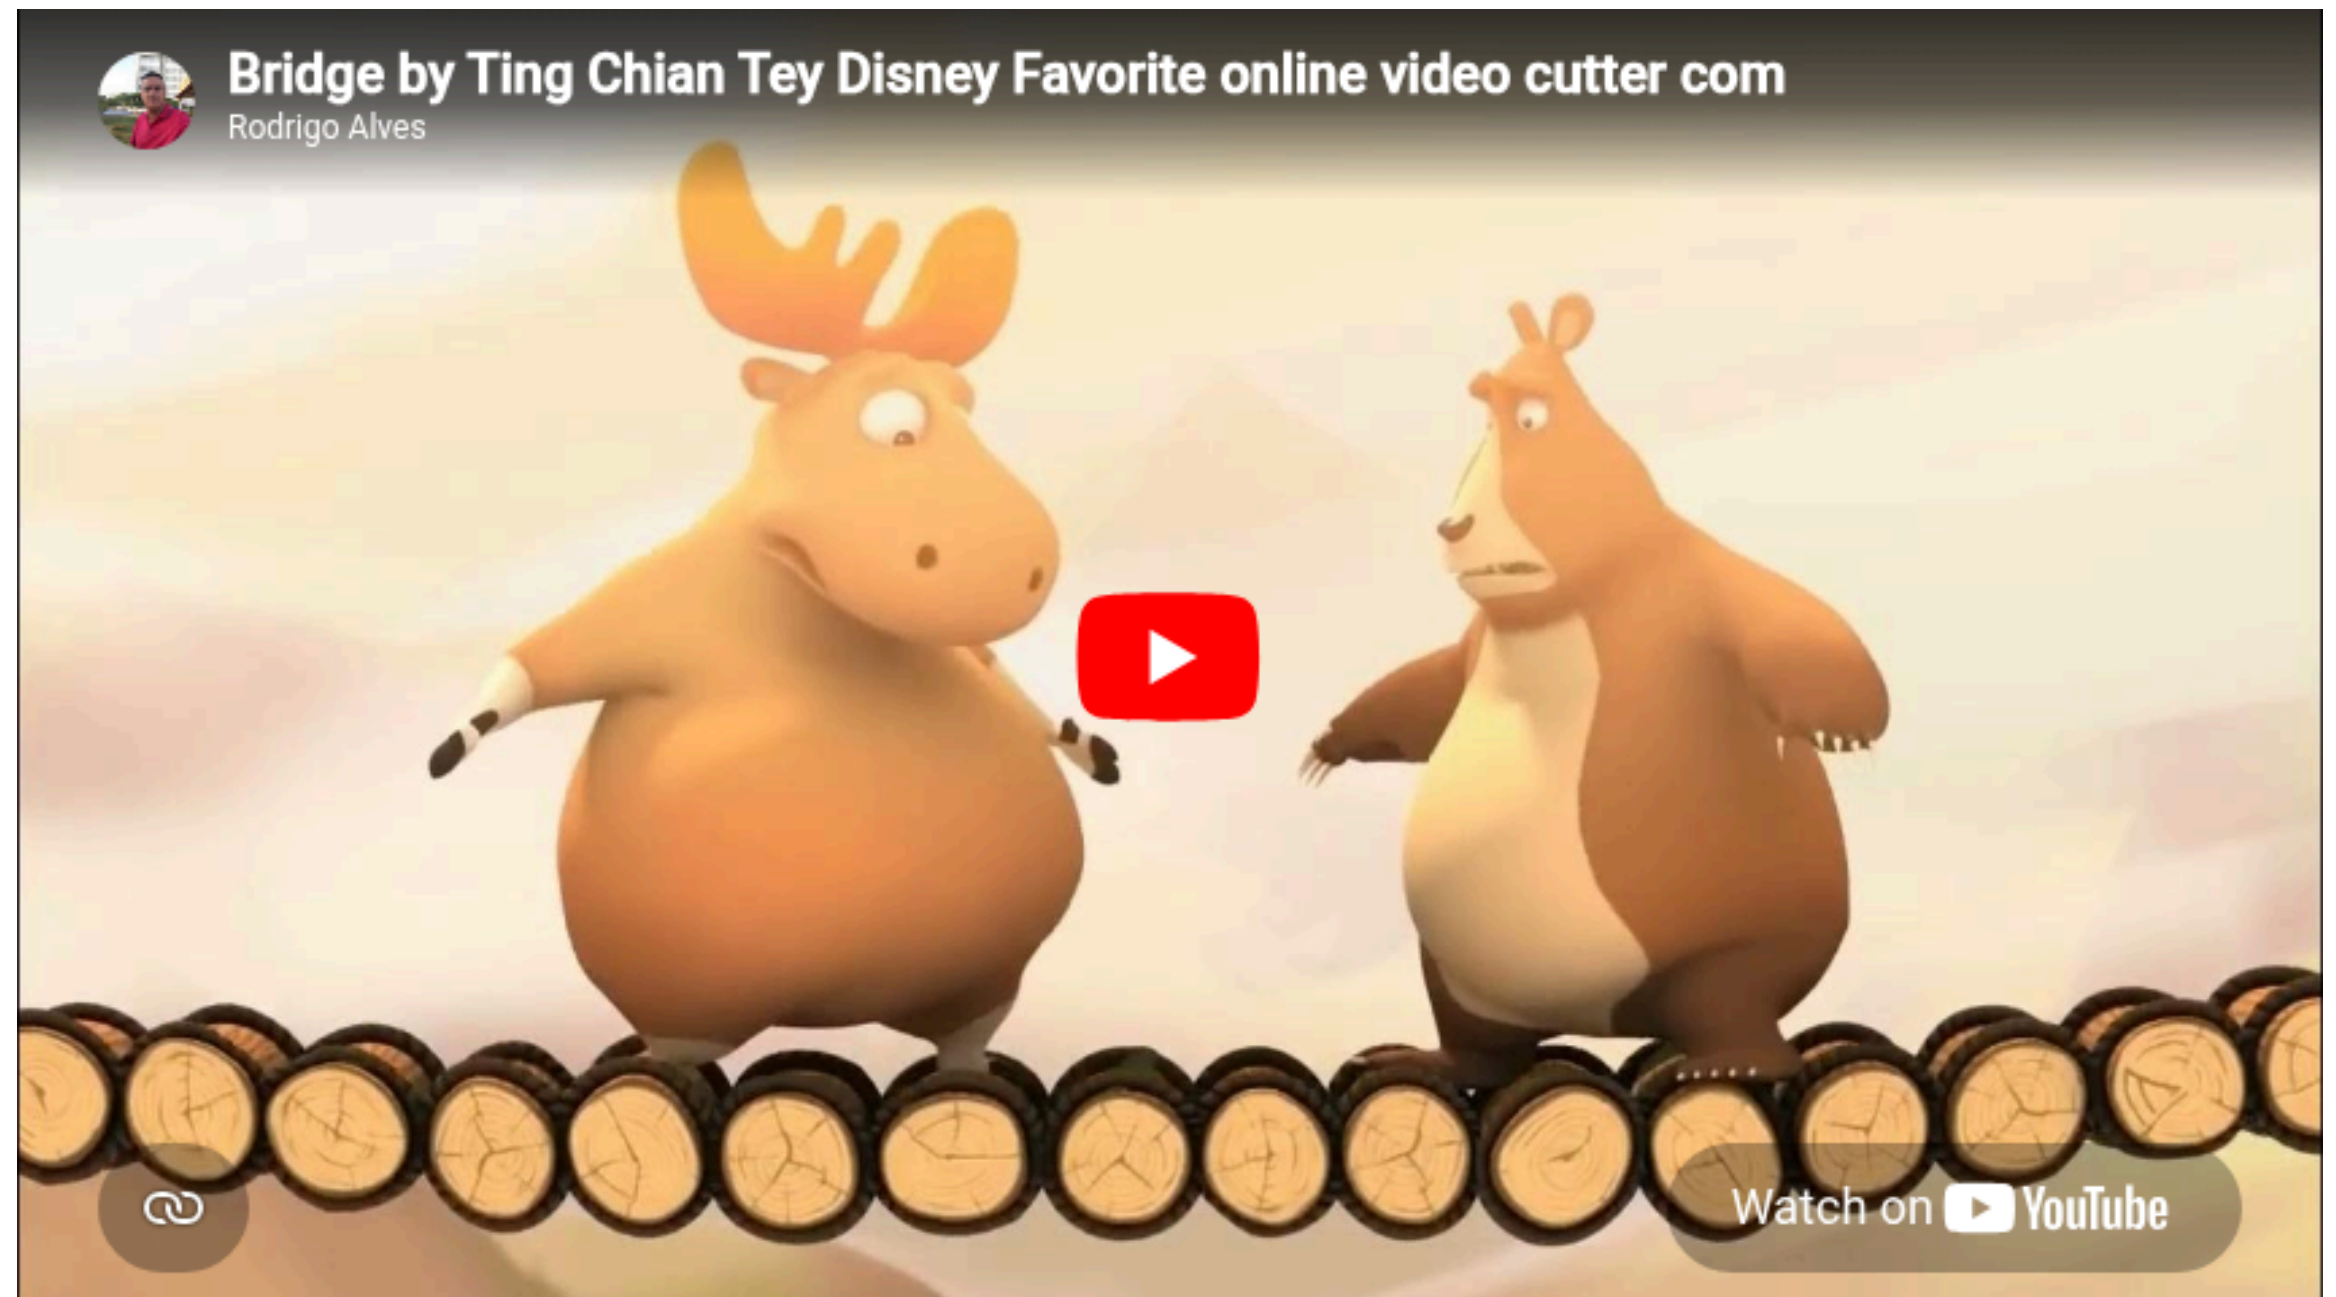 Bridge by Ting Chian Tey Disney Favorite online video cutter com
Rodrigo Alves
Watch on YouTube